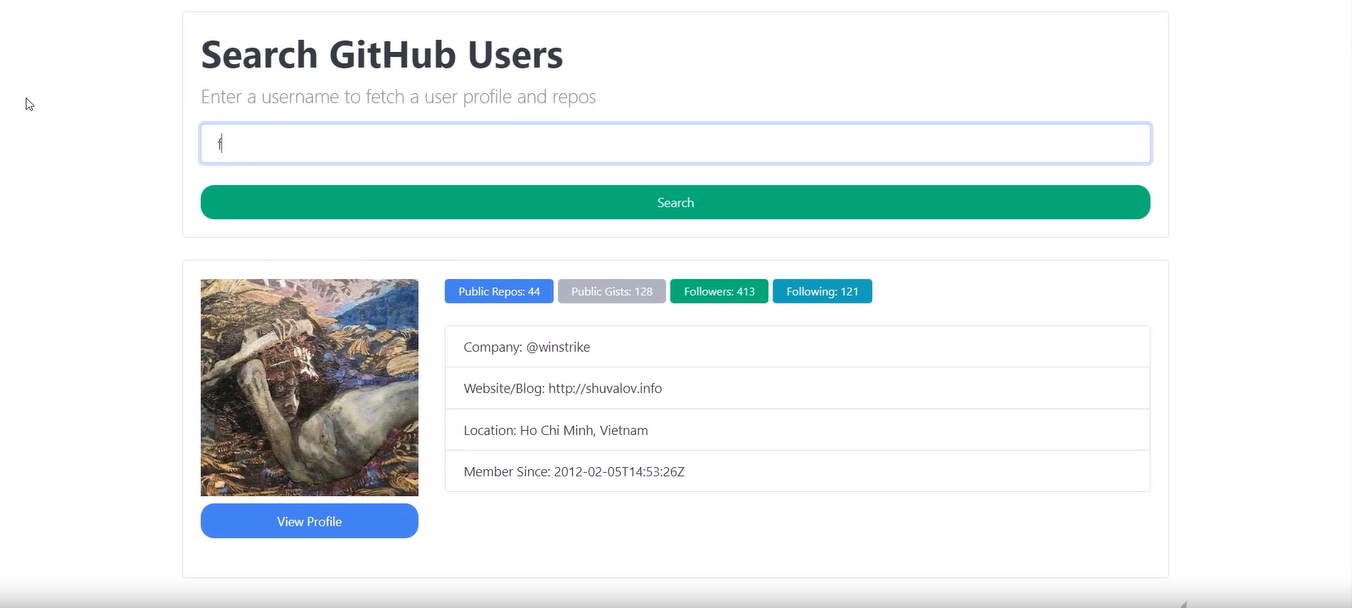 Search GitHub Users
Enter a username to fetch a user profile and repos
f
Search
Public Repos: 44 Public Gists: 128 Followers: 413 Following: 121
Company: @winstrike
Website/Blog: http://shuvalov.info
Location: Ho Chi Minh, Vietnam
Member Since: 2012-02-05T14:53:26Z
View Profile